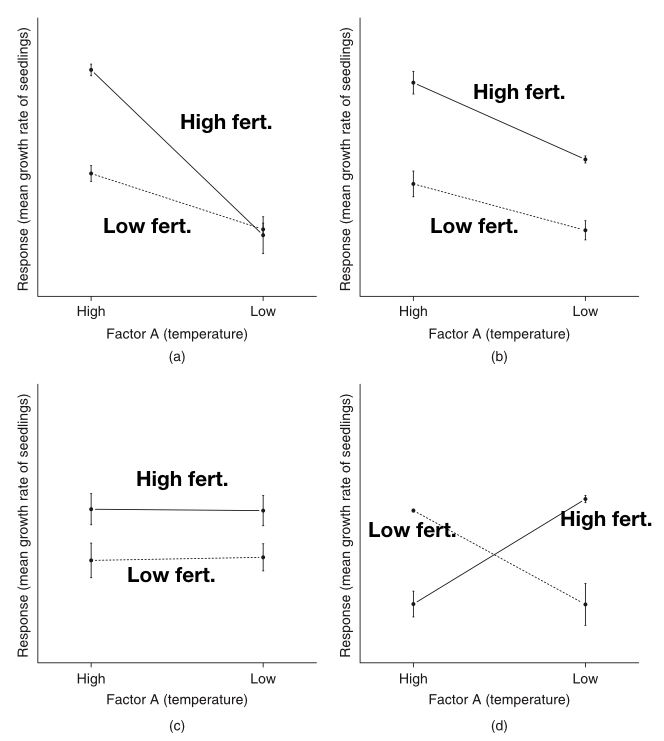 Response (mean growth rate of seedlings)
High fert.
Low fert.
High
Low
Factor A (temperature)
(a)
Response (mean growth rate of seedlings)
High fert.
Low fert.
High
Low
Factor A (temperature)
(b)
Response (mean growth rate of seedlings)
High fert.
Low fert.
High
Low
Factor A (temperature)
(c)
Response (mean growth rate of seedlings)
Low fert.
High fert.
High
Low
Factor A (temperature)
(d)